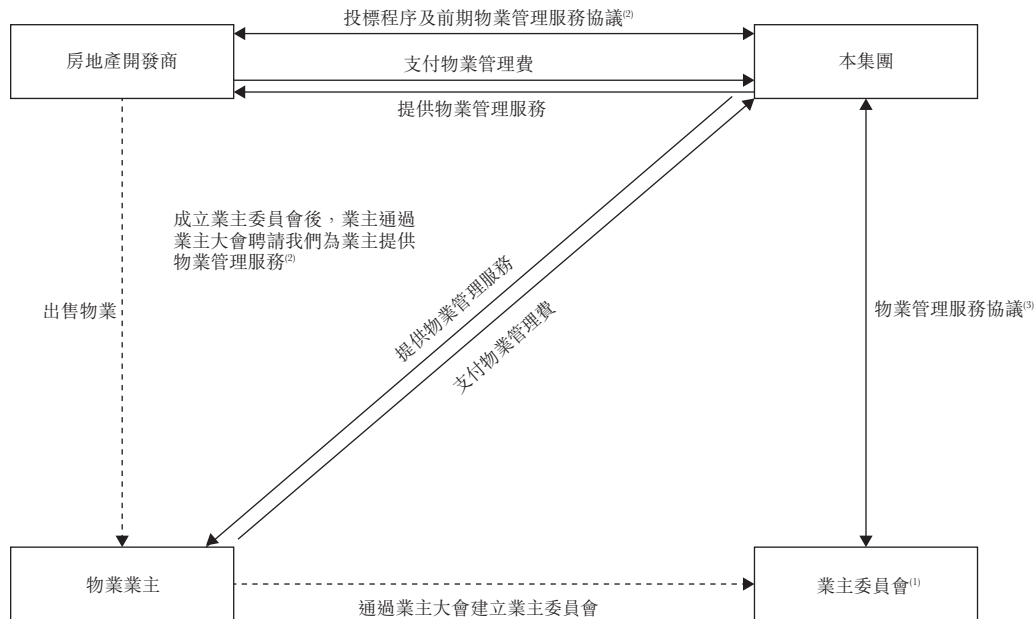 投標程序及前期物業管理服務協議(2)
房地產開發商
支付物業管理費
本集團
提供物業管理服務
成立業主委員會後，業主通過
業主大會聘請我們為業主提供
物業管理服務(2)
出售物業
提供物業管理服務
支付物業管理費
物業管理服務協議(3)
物業業主
業主委員會(1)
通過業主大會建立業主委員會